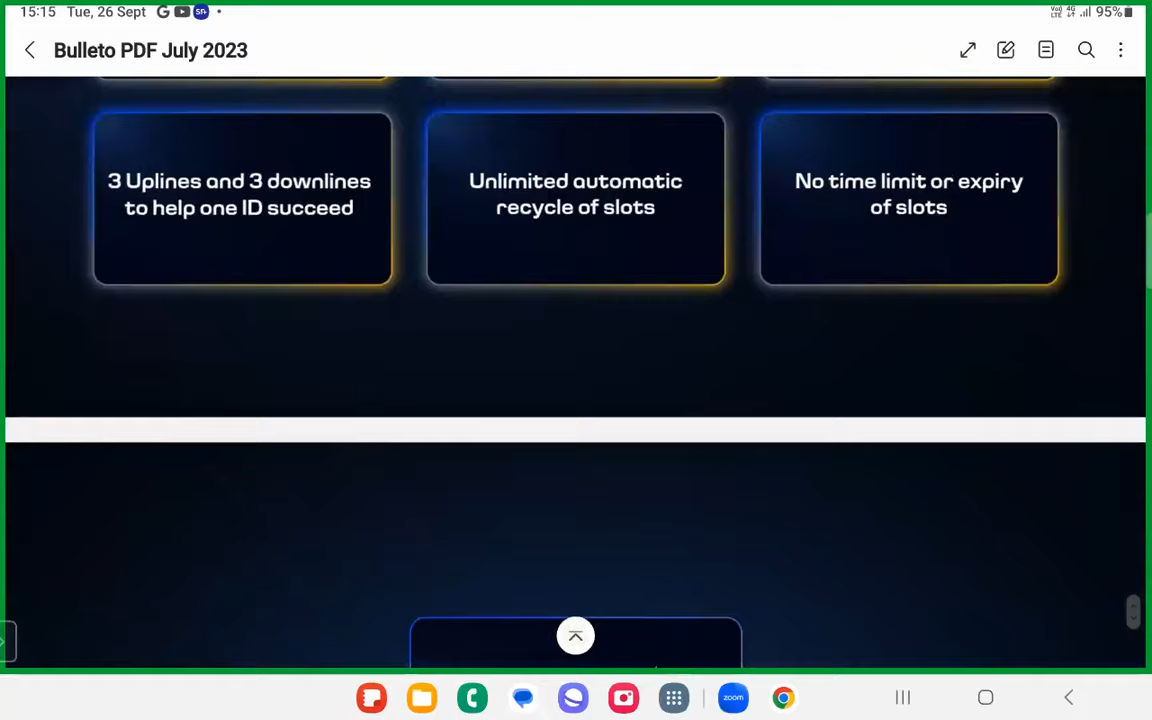 15:15 Tue, 26 Sept
95%
Bulleto PDF July 2023
3 Uplines and 3 downlines
to help one ID succeed
Unlimited automatic
recycle of slots
No time limit or expiry
of slots
zoom